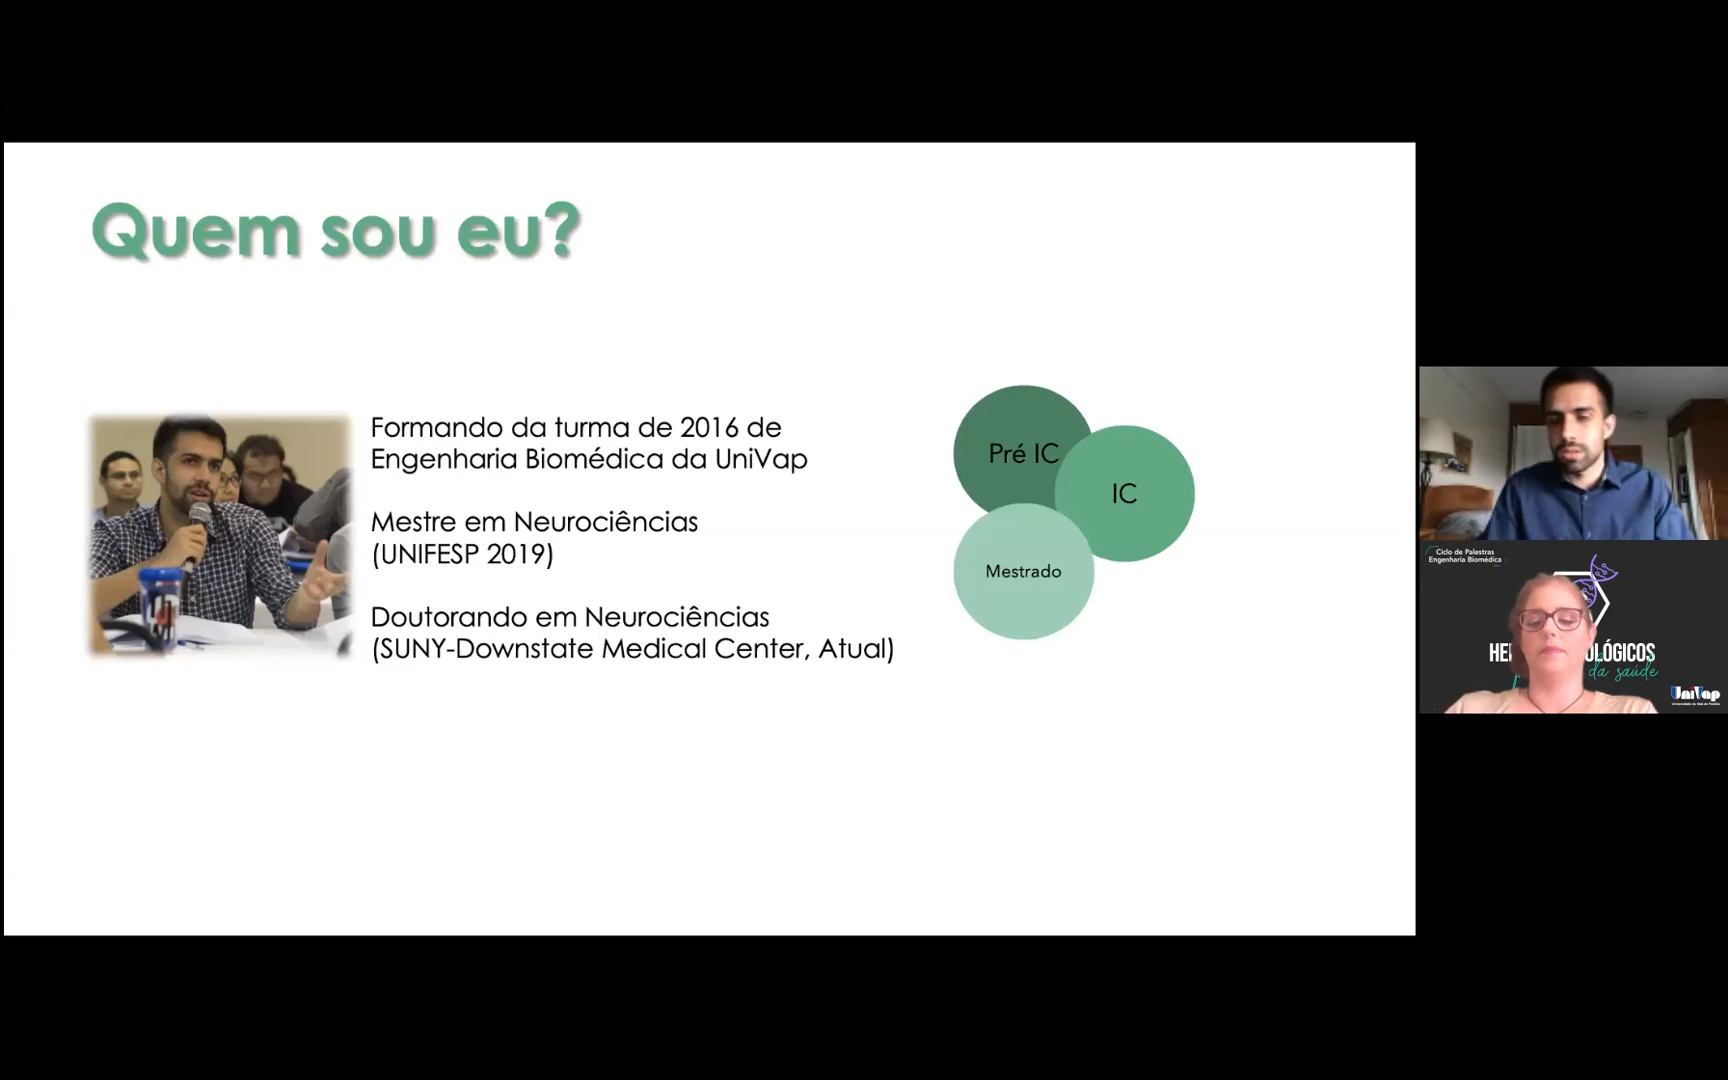 Quem sou eu?
Formando da turma de 2016 de
Engenharia Biomédica da UniVap
Mestre em Neurociências
(UNIFESP 2019)
Doutorando em Neurociências
(SUNY-Downstate Medical Center, Atual)
Pré IC
IC
Mestrado
Ciclo de Palestras
Engenharia Biomédica
da saúde
UniVap